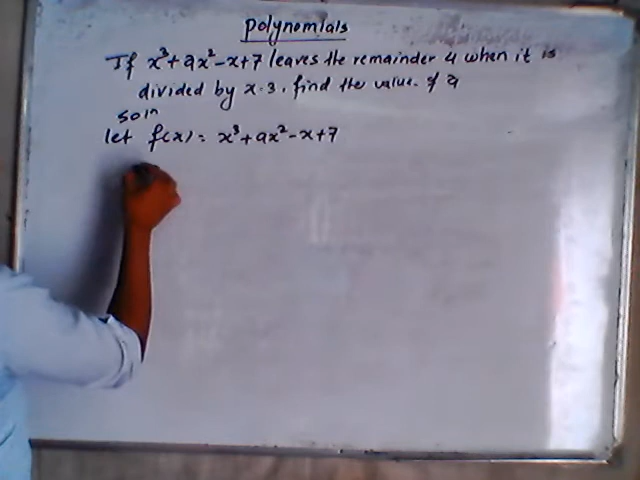 Polynomials
If x³+ax²-x+7 leaves the remainder 4 when it is
divided by x-3, find the value of a
soln
let f(x) = x³+ax²-x+7